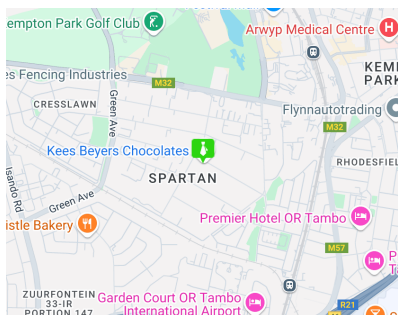 empton Park Golf Club
Arwyp Medical Centre
H
KEM
PARK
es Fencing Industries
M32
CRESSLAWN
Green Ave
Flynnautotrading
M32
Kees Beyers Chocolates
RHODESFIEL
SPARTAN
Isando Rd
Green Ave
Premier Hotel OR Tambo
istle Bakery
M57
P
T
ZUURFONTEIN
33-IR
PORTION 147
Garden Court OR Tambo
International Airport
R21